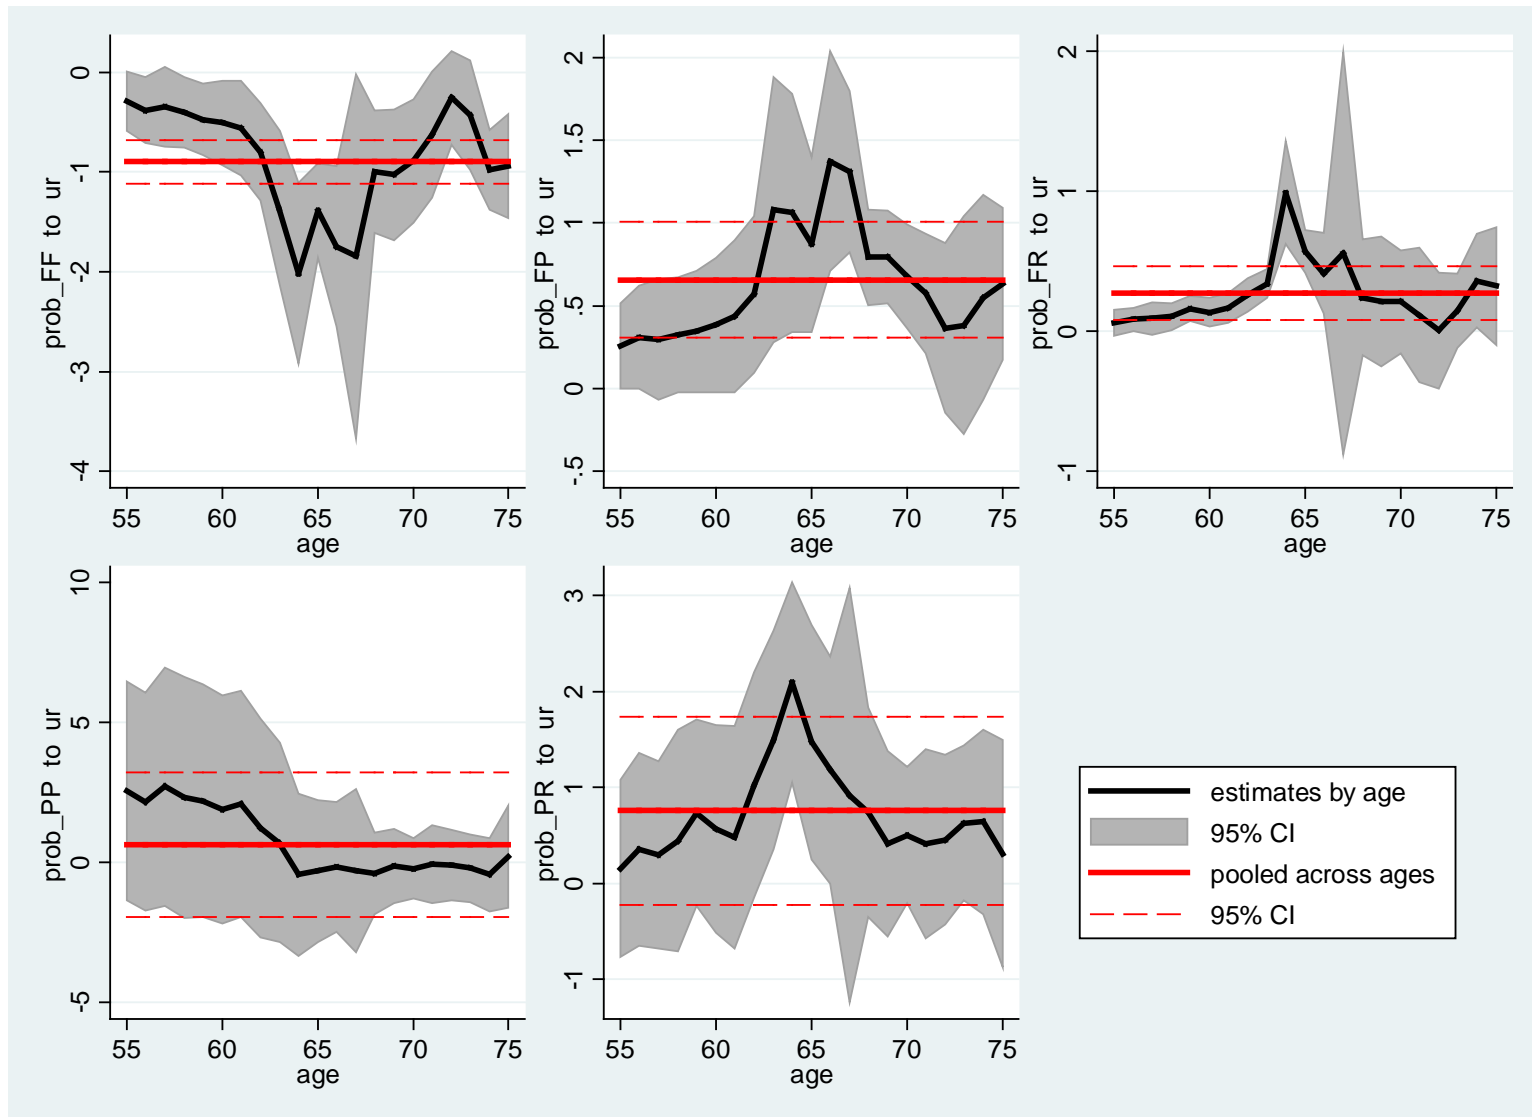 prob_FF to ur
0
-1
-2
-3
-4
55 60 65 70 75
age
prob_FP to ur
2
1.5
1
.5
0
-.5
55 60 65 70 75
age
prob_FR to ur
2
1
0
-1
55 60 65 70 75
age
prob_PP to ur
10
5
0
-5
55 60 65 70 75
age
prob_PR to ur
3
2
1
0
-1
55 60 65 70 75
age
estimates by age
95% CI
pooled across ages
95% CI